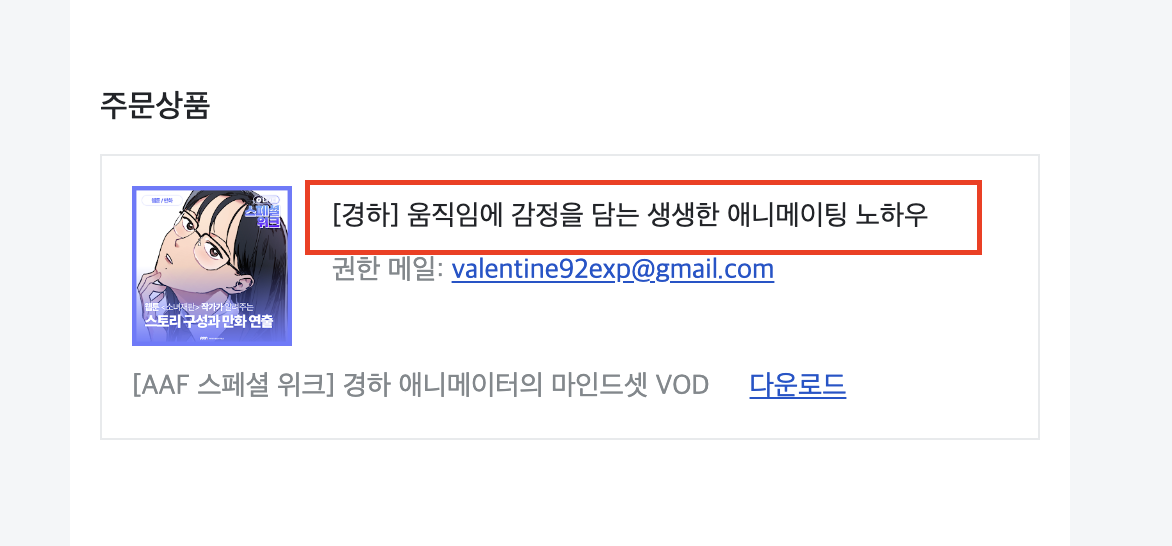 주문상품
웹툰/만화
스페셜
위크
웹툰 <소녀재판> 작가가 알려주는
스토리 구성과 만화 연출
[경하] 움직임에 감정을 담는 생생한 애니메이팅 노하우
권한 메일: valentine92exp@gmail.com
[AAF 스페셜 위크] 경하 애니메이터의 마인드셋 VOD 다운로드